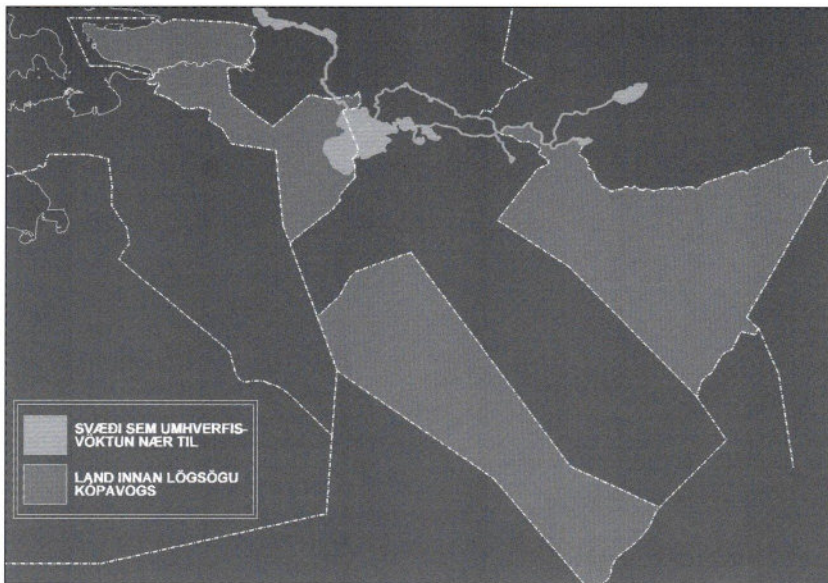 SVÆÐI SEM UMHVERFIS-
VÖKTUN NÆR TIL
LAND INNAN LÖGSÖGU
KÓPAVOGS